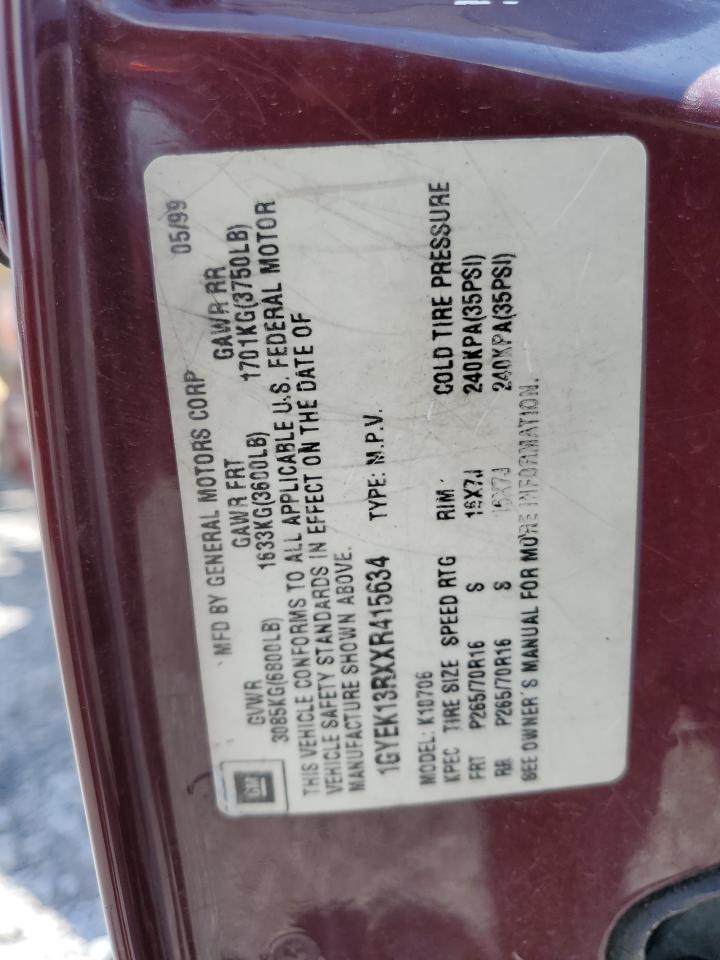 MFD BY GENERAL MOTORS CORP 05/99
GVWR GAWR FRT GAWR RR
3085KG(6800LB) 1633KG(3600LB) 1701KG(3750LB)
THIS VEHICLE CONFORMS TO ALL APPLICABLE U.S. FEDERAL MOTOR
VEHICLE SAFETY STANDARDS IN EFFECT ON THE DATE OF
MANUFACTURE SHOWN ABOVE.
1GYEK13RXXR415634 TYPE: M.P.V.
MODEL: K10706
KPEC TIRE SIZE SPEED RTG RIM COLD TIRE PRESSURE
FRT P265/70R16 S 16X7J 240KPA(35PSI)
RR P265/70R16 S 16X7J 240KPA(35PSI)
SEE OWNER'S MANUAL FOR MORE INFORMATION.
GM